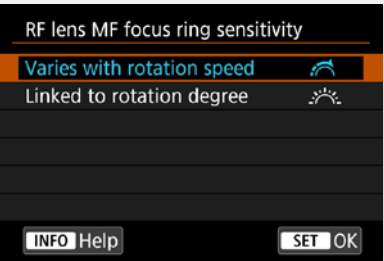 RF lens MF focus ring sensitivity
Varies with rotation speed
Linked to rotation degree
INFO Help SET OK